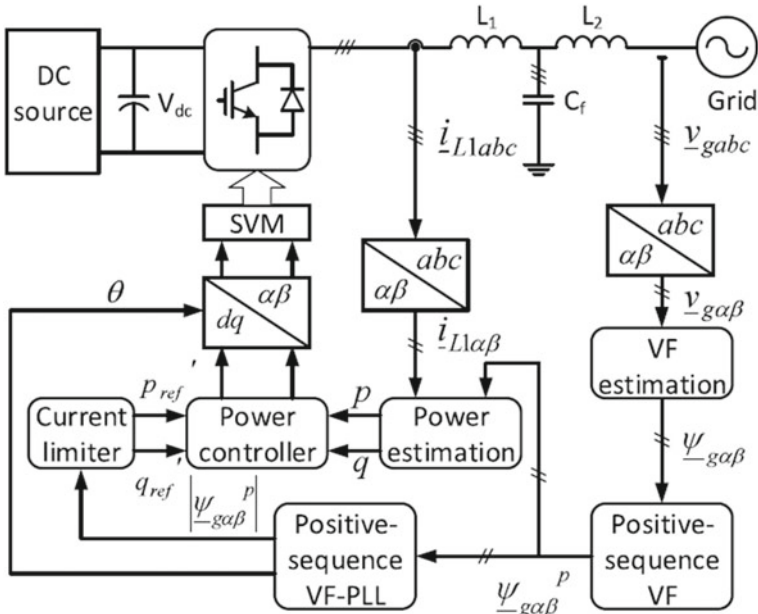 L₁ L₂
DC source
V_dc
C_f
Grid
i_L1abc
v_gabc
SVM
abc
αβ
abc
αβ
θ
αβ
dq
i_L1αβ
v_gαβ
VF estimation
p_ref'
p
Current limiter
Power controller
Power estimation
q_ref'
q
ψ_gαβ
|ψ_gαβ^p|
Positive-sequence VF-PLL
Positive-sequence VF
ψ_gαβ^p